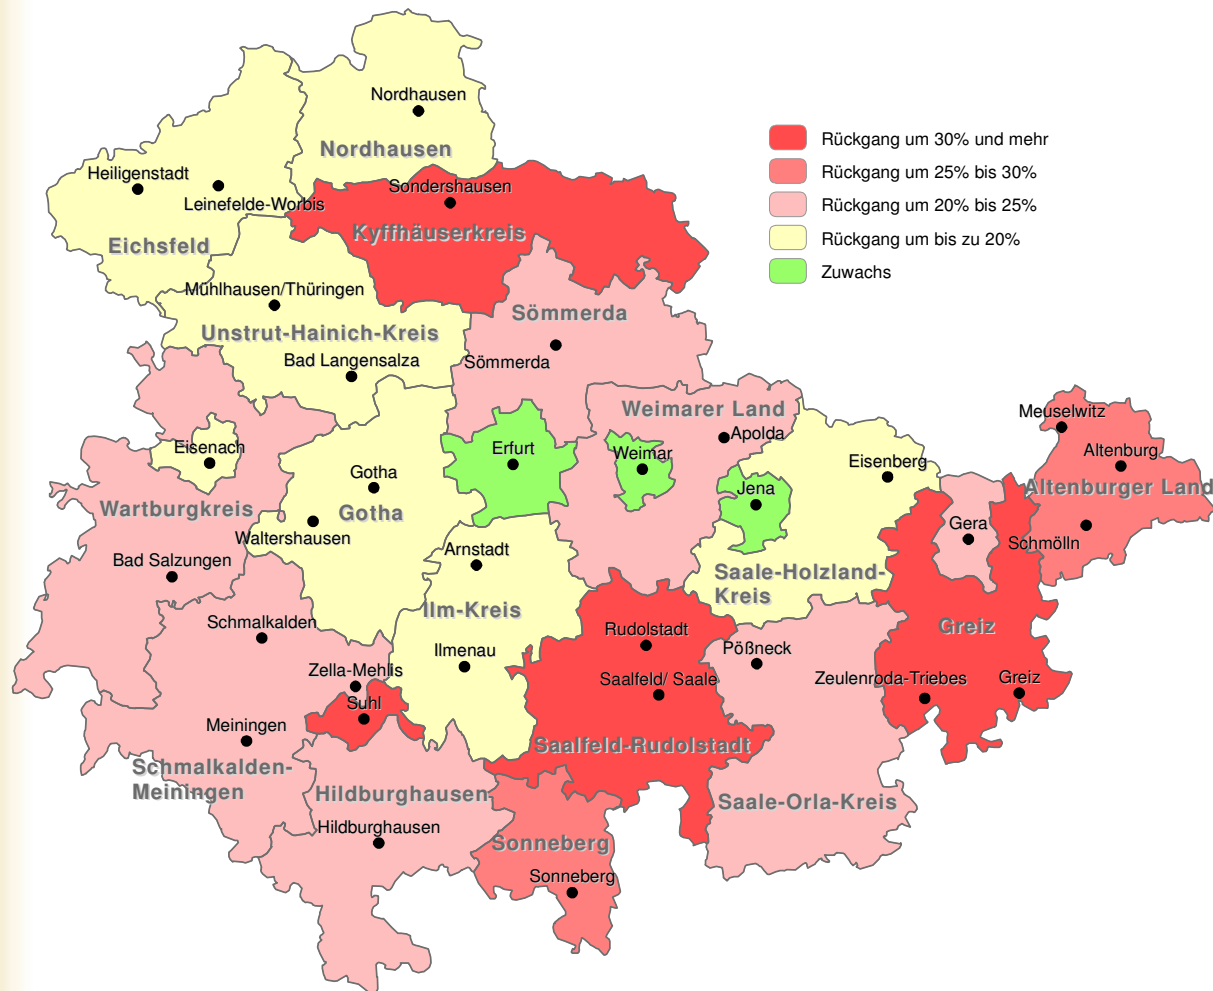 Nordhausen
Nordhausen
Heiligenstadt
Leinefelde-Worbis
Eichsfeld
Sondershausen
Kyffhäuserkreis
Mühlhausen/Thüringen
Unstrut-Hainich-Kreis
Bad Langensalza
Sömmerda
Sömmerda
Rückgang um 30% und mehr
Rückgang um 25% bis 30%
Rückgang um 20% bis 25%
Rückgang um bis zu 20%
Zuwachs
Weimarer Land
Apolda
Eisenach
Erfurt
Weimar
Jena
Eisenberg
Meuselwitz
Altenburg
Altenburger Land
Schmölln
Wartburgkreis
Gotha
Gotha
Waltershausen
Bad Salzungen
Arnstadt
Ilm-Kreis
Ilmenau
Saale-Holzland-
Kreis
Gera
Greiz
Schmalkalden
Zella-Mehlis
Suhl
Rudolstadt
Saalfeld/ Saale
Pößneck
Zeulenroda-Triebes
Greiz
Meiningen
Schmalkalden-
Meiningen
Saalfeld-Rudolstadt
Hildburghausen
Hildburghausen
Saale-Orla-Kreis
Sonneberg
Sonneberg